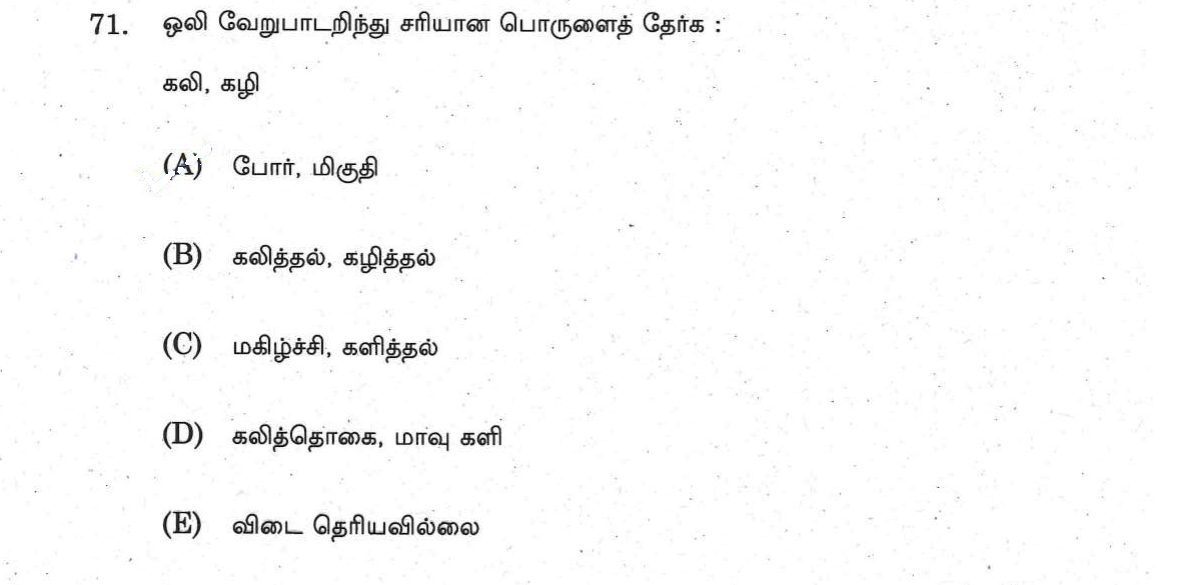 71. ஒலி வேறுபாடறிந்து சரியான பொருளைத் தேர்க :
கலி, கழி
(A) போர், மிகுதி
(B) கலித்தல், கழித்தல்
(C) மகிழ்ச்சி, களித்தல்
(D) கலித்தொகை, மாவு களி
(E) விடை தெரியவில்லை